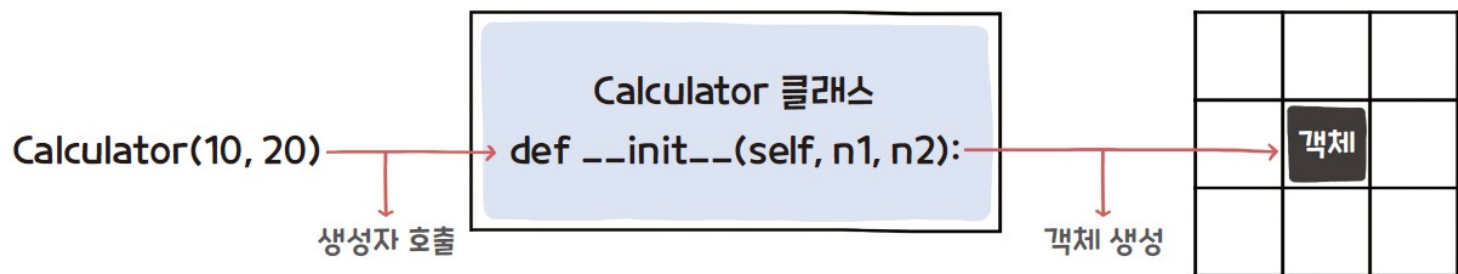 Calculator 클래스
Calculator(10, 20)
def __init__(self, n1, n2):
객체
생성자 호출
객체 생성